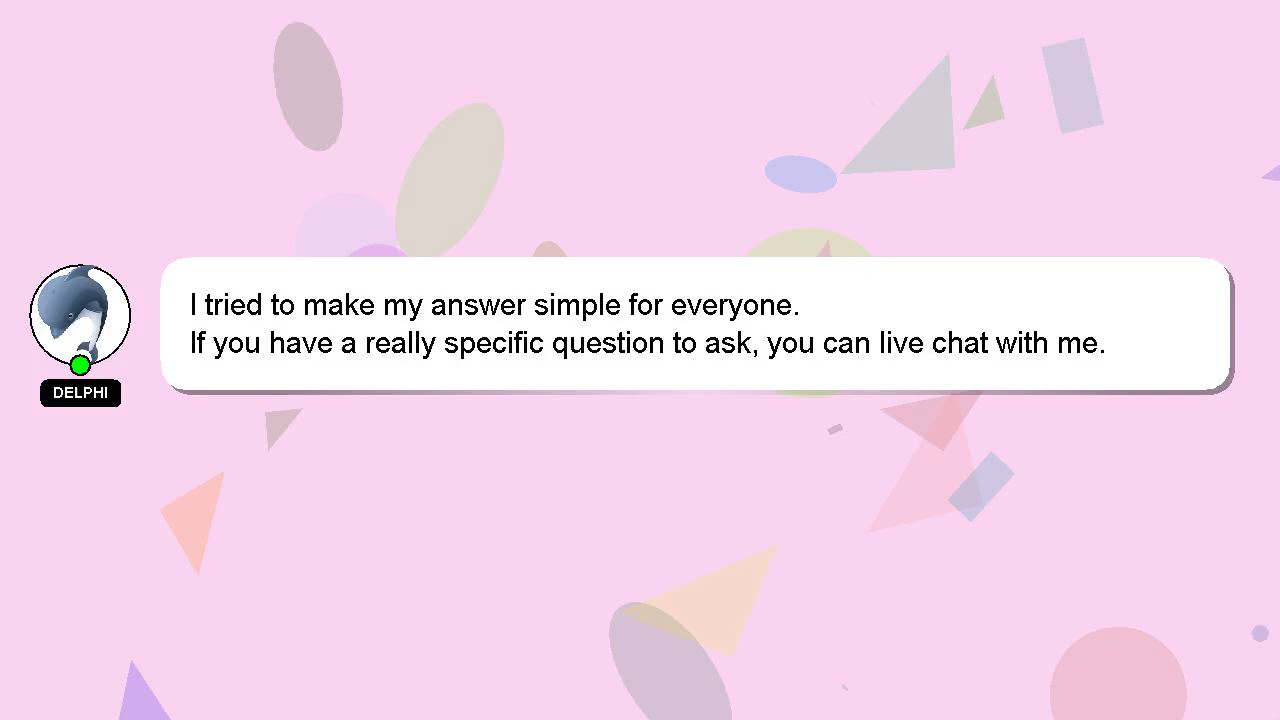 I tried to make my answer simple for everyone.
If you have a really specific question to ask, you can live chat with me.
DELPHI